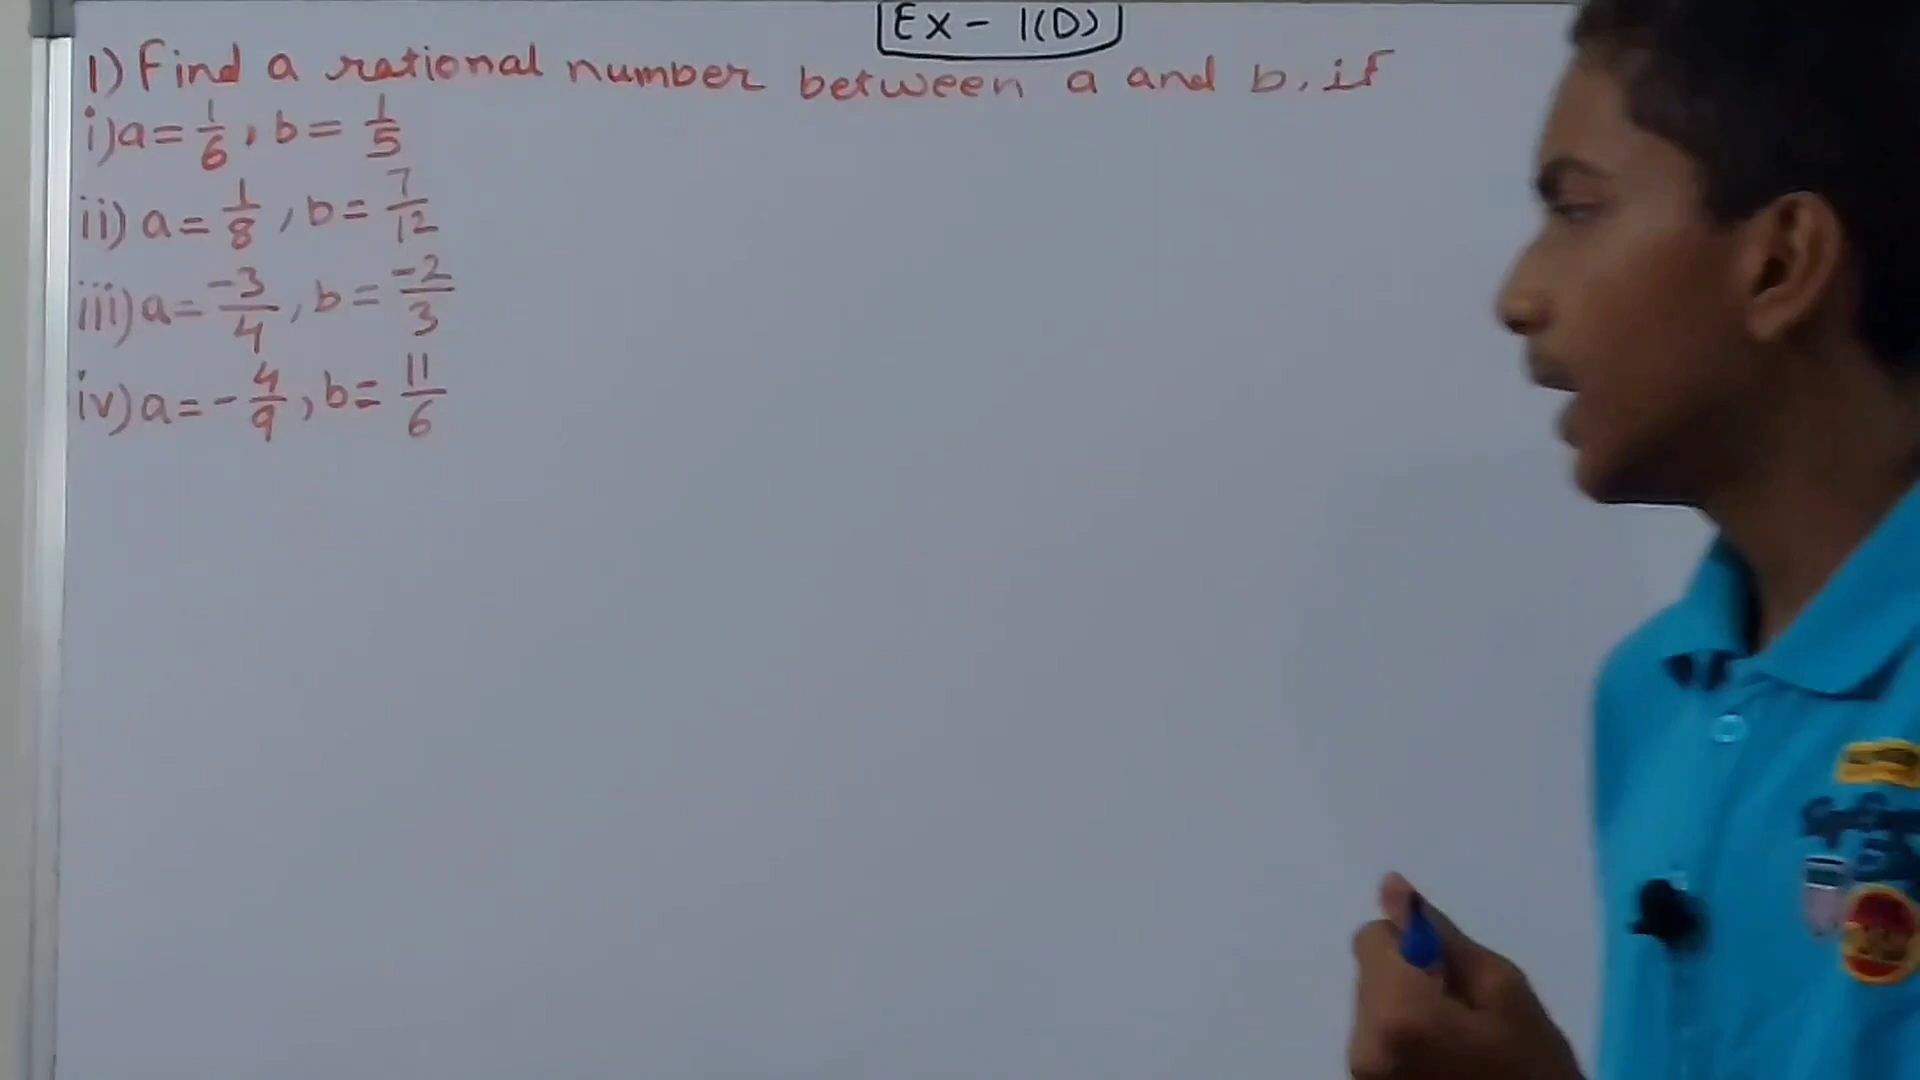 Ex - 1(D)
1) Find a rational number between a and b, if
i) a = 1/6, b = 1/5
ii) a = 1/8, b = 7/12
iii) a = -3/4, b = -2/3
iv) a = -4/9, b = 11/6